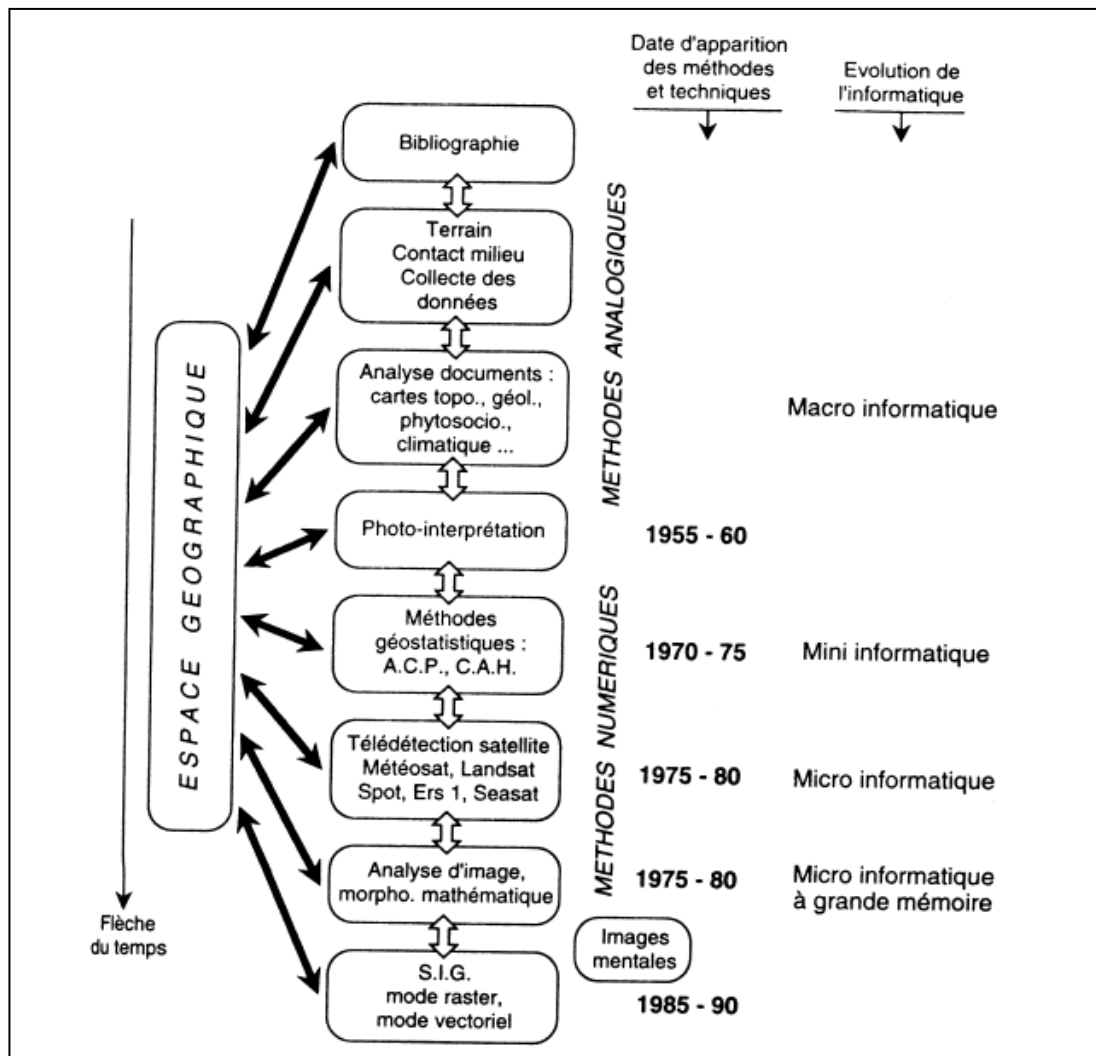 Date d'apparition
des méthodes
et techniques
Evolution de
l'informatique
Bibliographie
Terrain
Contact milieu
Collecte des
données
Analyse documents :
cartes topo., géol.,
phytosocio.,
climatique ...
Photo-interprétation
Méthodes
géostatistiques :
A.C.P., C.A.H.
Télédétection satellite
Météosat, Landsat
Spot, Ers 1, Seasat
Analyse d'image,
morpho. mathématique
S.I.G.
mode raster,
mode vectoriel
ESPACE GEOGRAPHIQUE
Flèche
du temps
METHODES ANALOGIQUES
METHODES NUMERIQUES
Images
mentales
1955 - 60
1970 - 75
1975 - 80
1975 - 80
1985 - 90
Macro informatique
Mini informatique
Micro informatique
Micro informatique
à grande mémoire